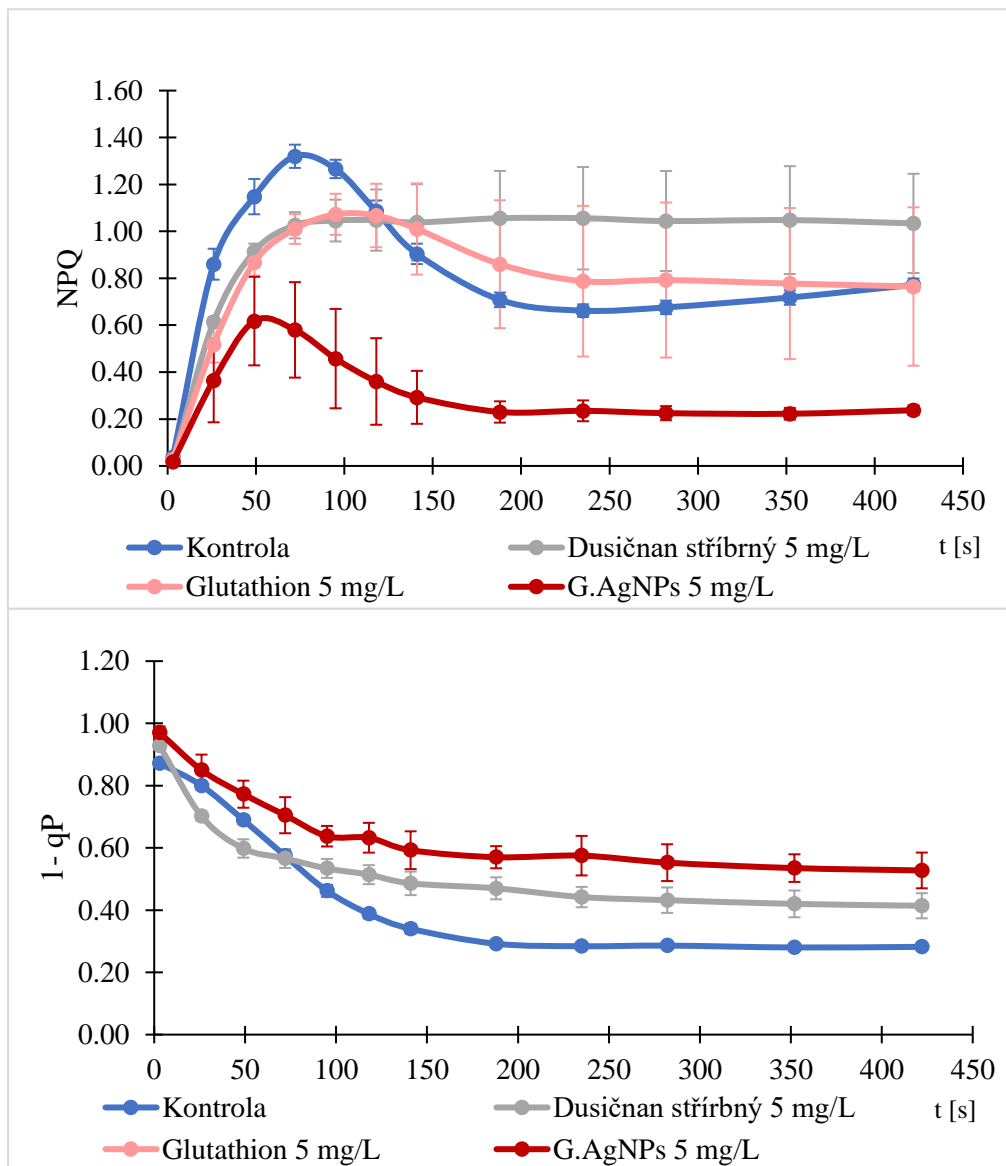 1.60
1.40
1.20
1.00
0.80
0.60
0.40
0.20
0.00
NPQ
0 50 100 150 200 250 300 350 400 450
Kontrola Dusičnan stříbrný 5 mg/L t [s]
Glutathion 5 mg/L G.AgNPs 5 mg/L
1.20
1.00
0.80
0.60
0.40
0.20
0.00
1- qP
0 50 100 150 200 250 300 350 400 450
Kontrola Dusičnan střírbný 5 mg/L t [s]
Glutathion 5 mg/L G.AgNPs 5 mg/L